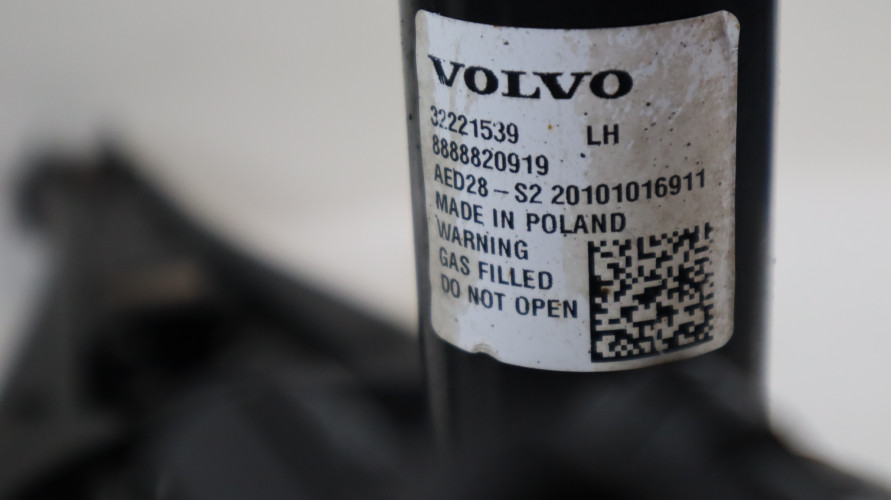 VOLVO
32221539 LH
8888820919
AED28-S2 20101016911
MADE IN POLAND
WARNING
GAS FILLED
DO NOT OPEN